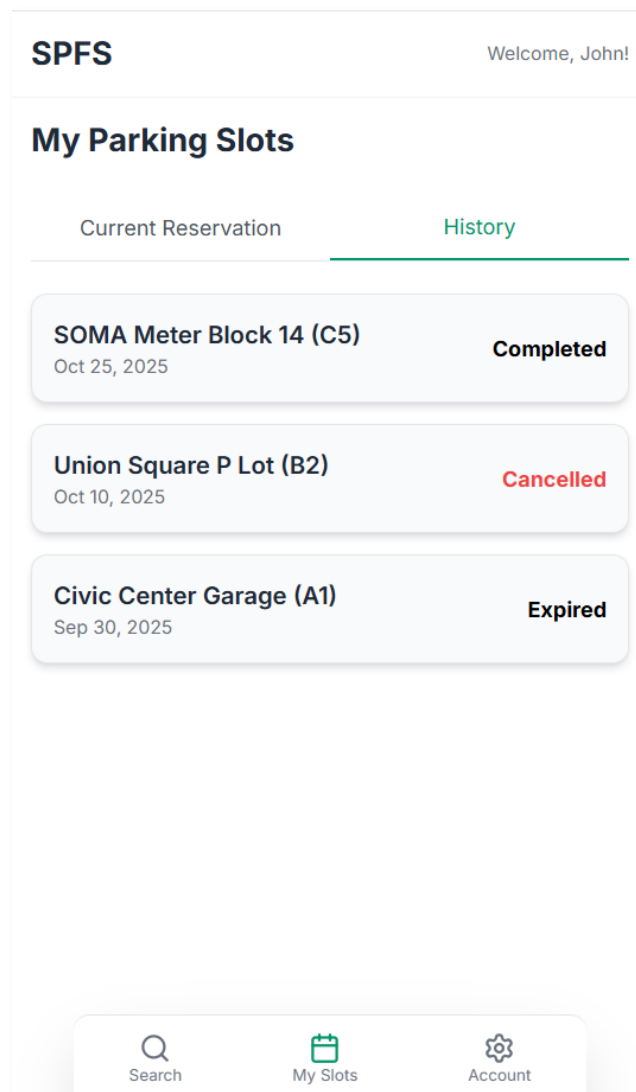 SPFS
Welcome, John!
My Parking Slots
Current Reservation
History
SOMA Meter Block 14 (C5)
Oct 25, 2025
Completed
Union Square P Lot (B2)
Oct 10, 2025
Cancelled
Civic Center Garage (A1)
Sep 30, 2025
Expired
Search
My Slots
Account